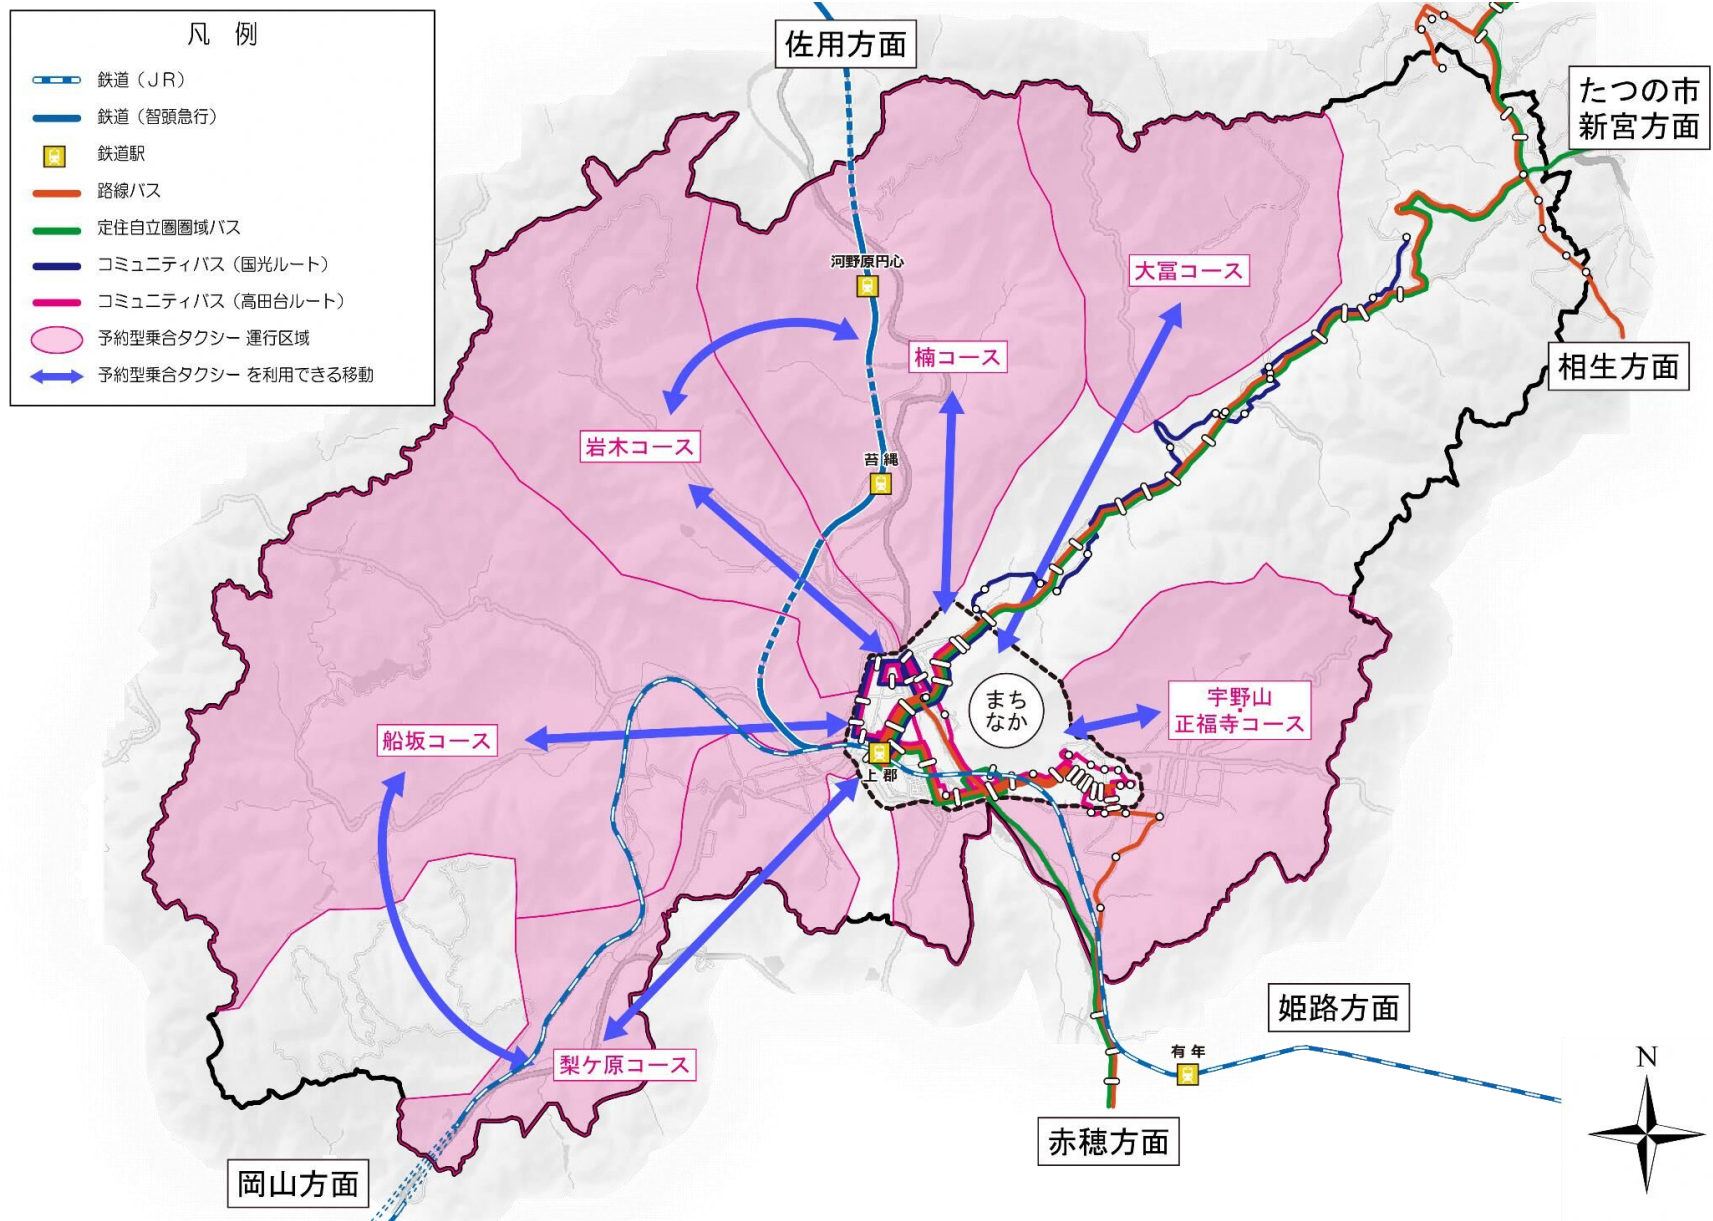 凡 例
鉄道（ＪＲ）
鉄道（智頭急行）
鉄道駅
路線バス
定住自立圏圏域バス
コミュニティバス（国光ルート）
コミュニティバス（高田台ルート）
予約型乗合タクシー 運行区域
予約型乗合タクシー を利用できる移動
佐用方面
たつの市
新宮方面
河野原円心
大冨コース
楠コース
相生方面
岩木コース
苔縄
まち
なか
宇野山・
正福寺コース
船坂コース
上郡
姫路方面
有年
梨ケ原コース
赤穂方面
岡山方面
N